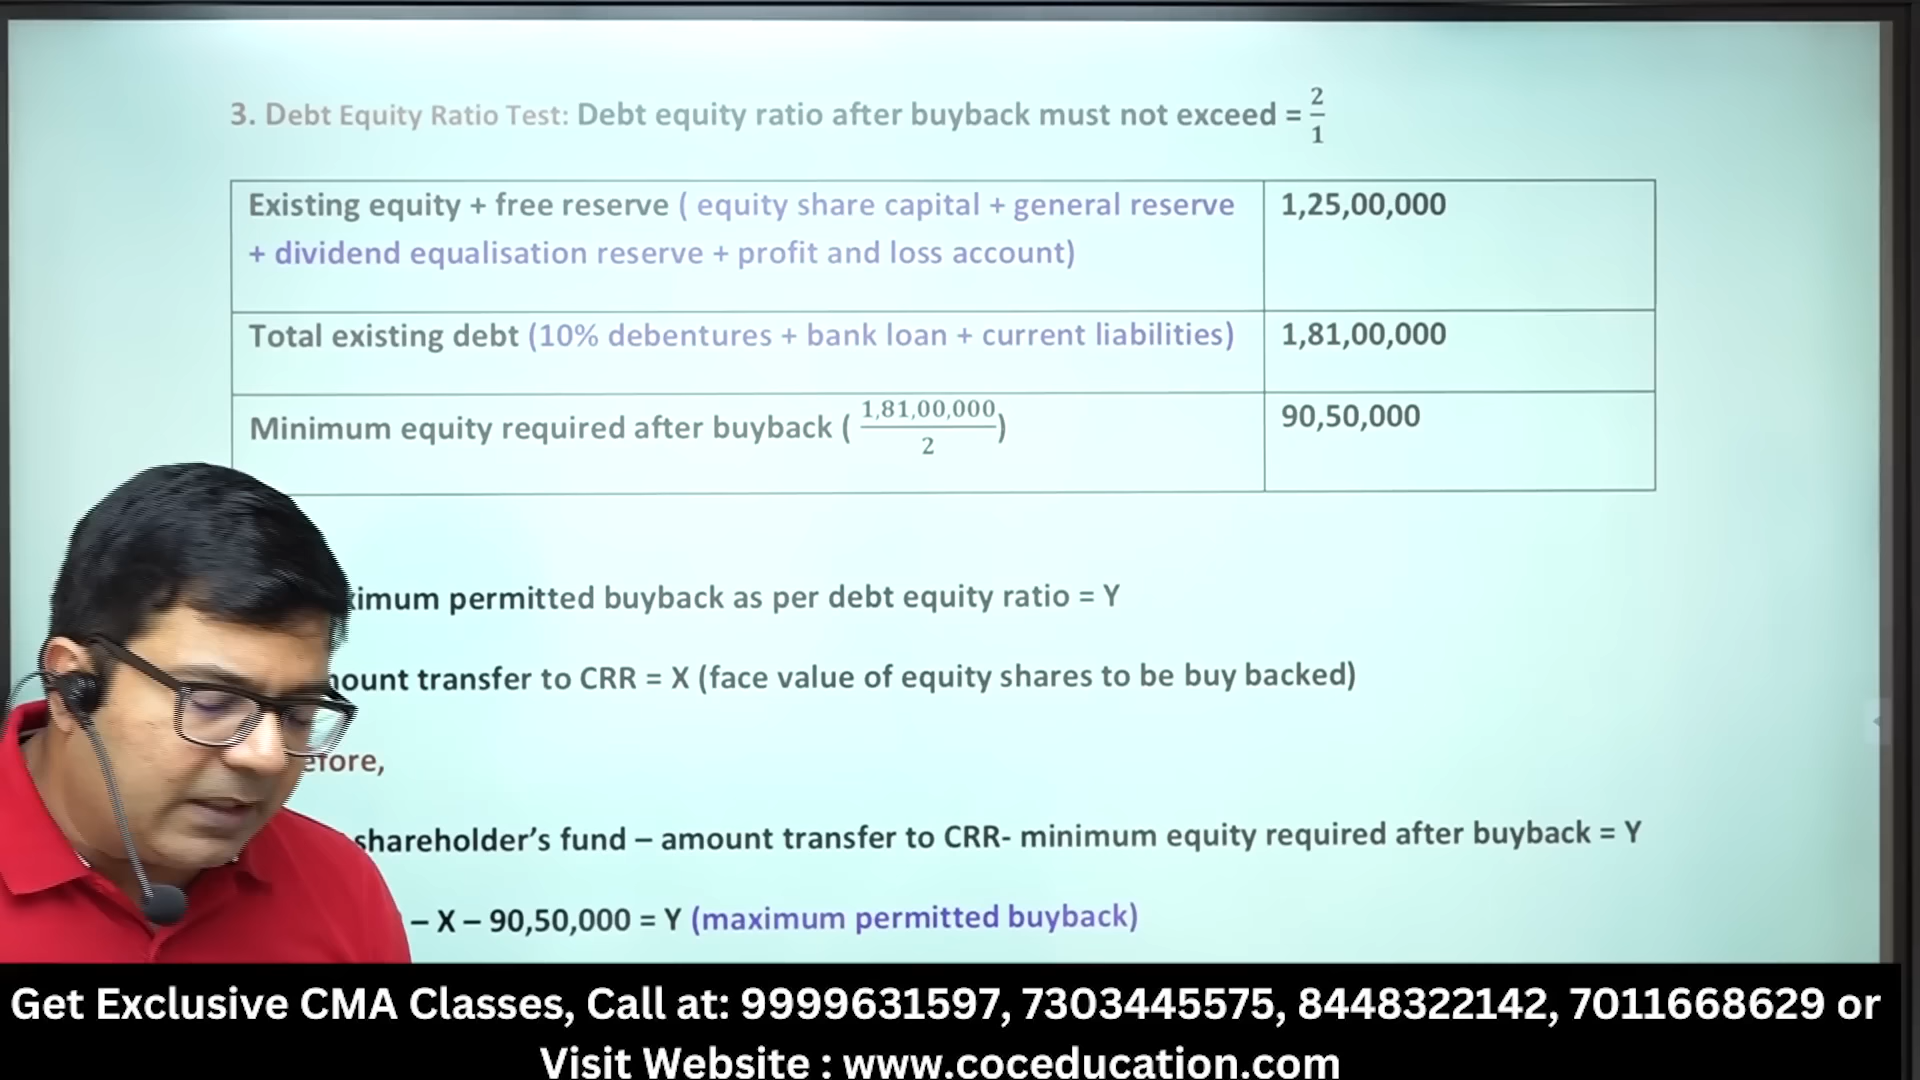 3. Debt Equity Ratio Test: Debt equity ratio after buyback must not exceed = 2/1
Existing equity + free reserve ( equity share capital + general reserve
+ dividend equalisation reserve + profit and loss account)
1,25,00,000
Total existing debt (10% debentures + bank loan + current liabilities)
1,81,00,000
Minimum equity required after buyback ( 1,81,00,000/2 )
90,50,000
permitted buyback as per debt equity ratio = Y
transfer to CRR = X (face value of equity shares to be buy backed)
shareholder's fund – amount transfer to CRR- minimum equity required after buyback = Y
– X – 90,50,000 = Y (maximum permitted buyback)
Get Exclusive CMA Classes, Call at: 9999631597, 7303445575, 8448322142, 7011668629 or
Visit Website : www.coceducation.com